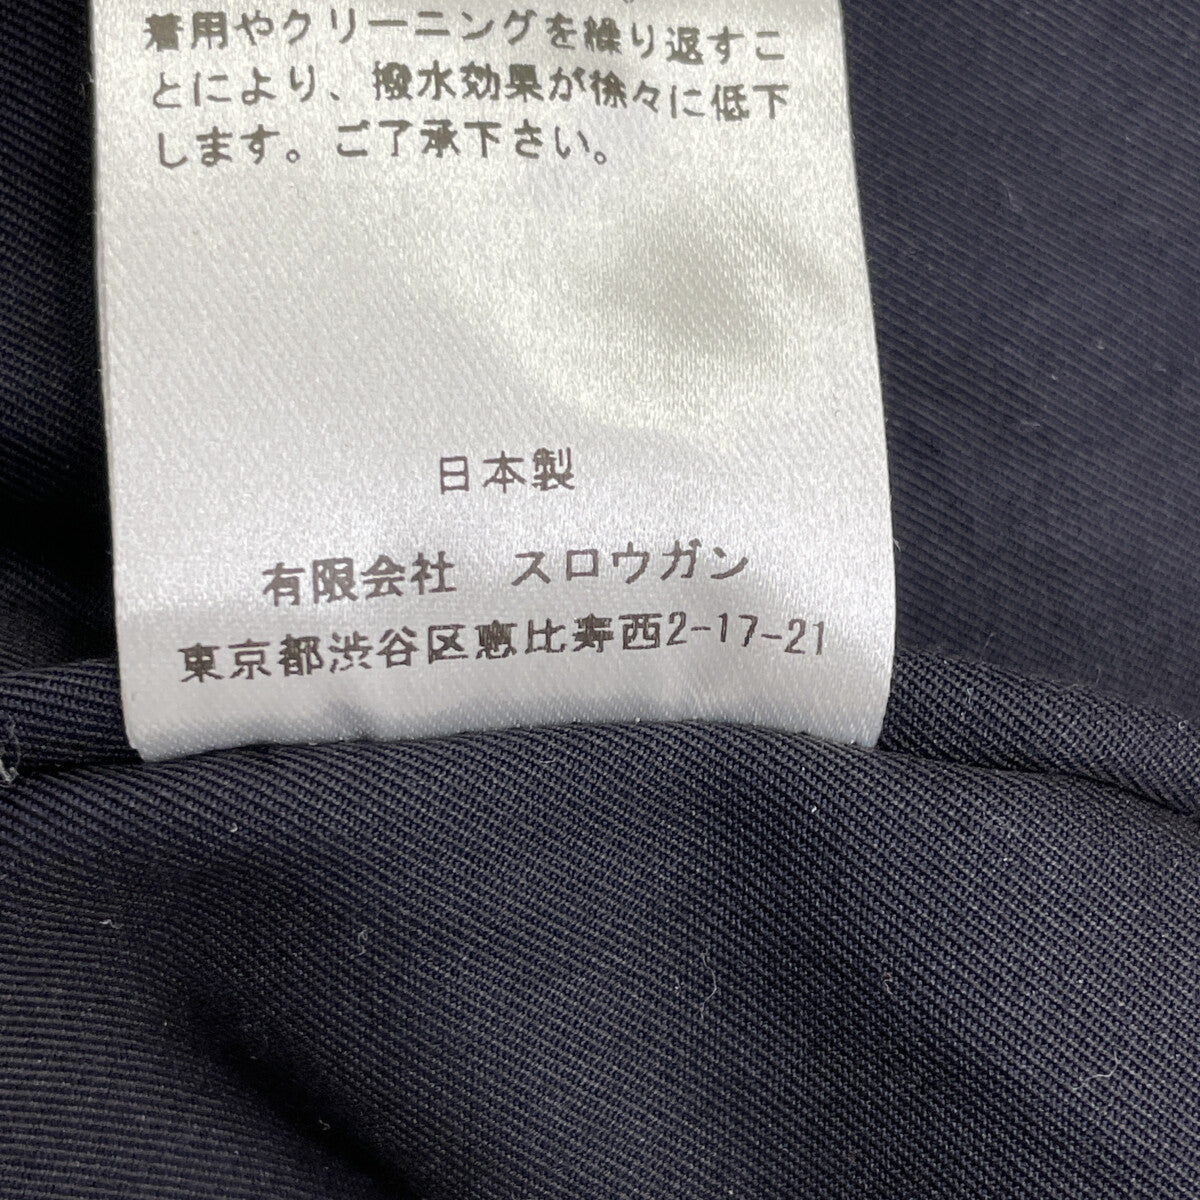 着用やクリーニングを繰り返すこ
とにより、撥水効果が徐々に低下
します。ご了承下さい。
日本製
有限会社　スロウガン
東京都渋谷区恵比寿西2-17-21